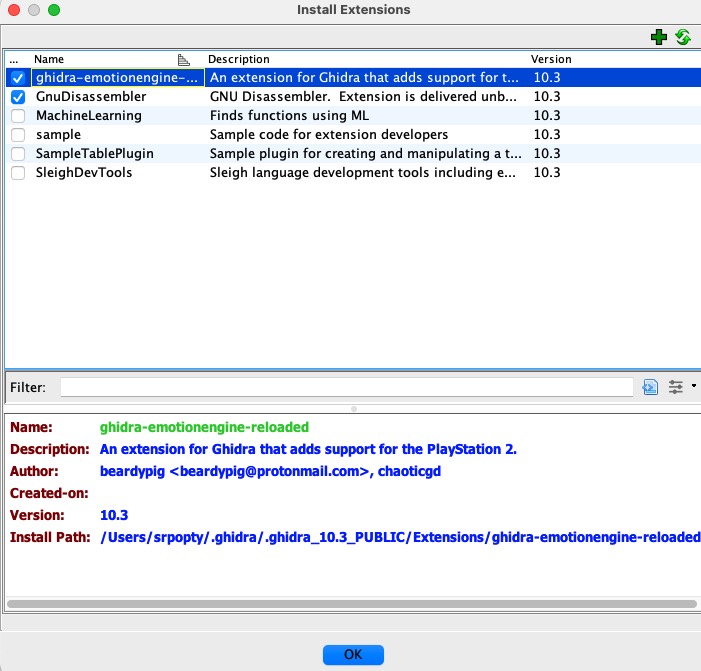 Install Extensions
... Name Description Version
ghidra-emotionengine-... An extension for Ghidra that adds support for t... 10.3
GnuDisassembler GNU Disassembler. Extension is delivered unb... 10.3
MachineLearning Finds functions using ML 10.3
sample Sample code for extension developers 10.3
SampleTablePlugin Sample plugin for creating and manipulating a t... 10.3
SleighDevTools Sleigh language development tools including e... 10.3
Filter:
Name: ghidra-emotionengine-reloaded
Description: An extension for Ghidra that adds support for the PlayStation 2.
Author: beardypig <beardypig@protonmail.com>, chaoticgd
Created-on:
Version: 10.3
Install Path: /Users/srpopty/.ghidra/.ghidra_10.3_PUBLIC/Extensions/ghidra-emotionengine-reloaded
OK